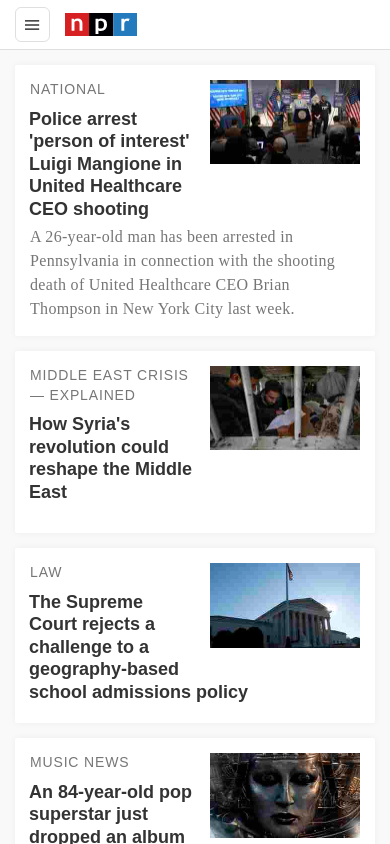 npr
NATIONAL
Police arrest
'person of interest'
Luigi Mangione in
United Healthcare
CEO shooting
A 26-year-old man has been arrested in
Pennsylvania in connection with the shooting
death of United Healthcare CEO Brian
Thompson in New York City last week.
MIDDLE EAST CRISIS
— EXPLAINED
How Syria's
revolution could
reshape the Middle
East
LAW
The Supreme
Court rejects a
challenge to a
geography-based
school admissions policy
MUSIC NEWS
An 84-year-old pop
superstar just
dropped an album